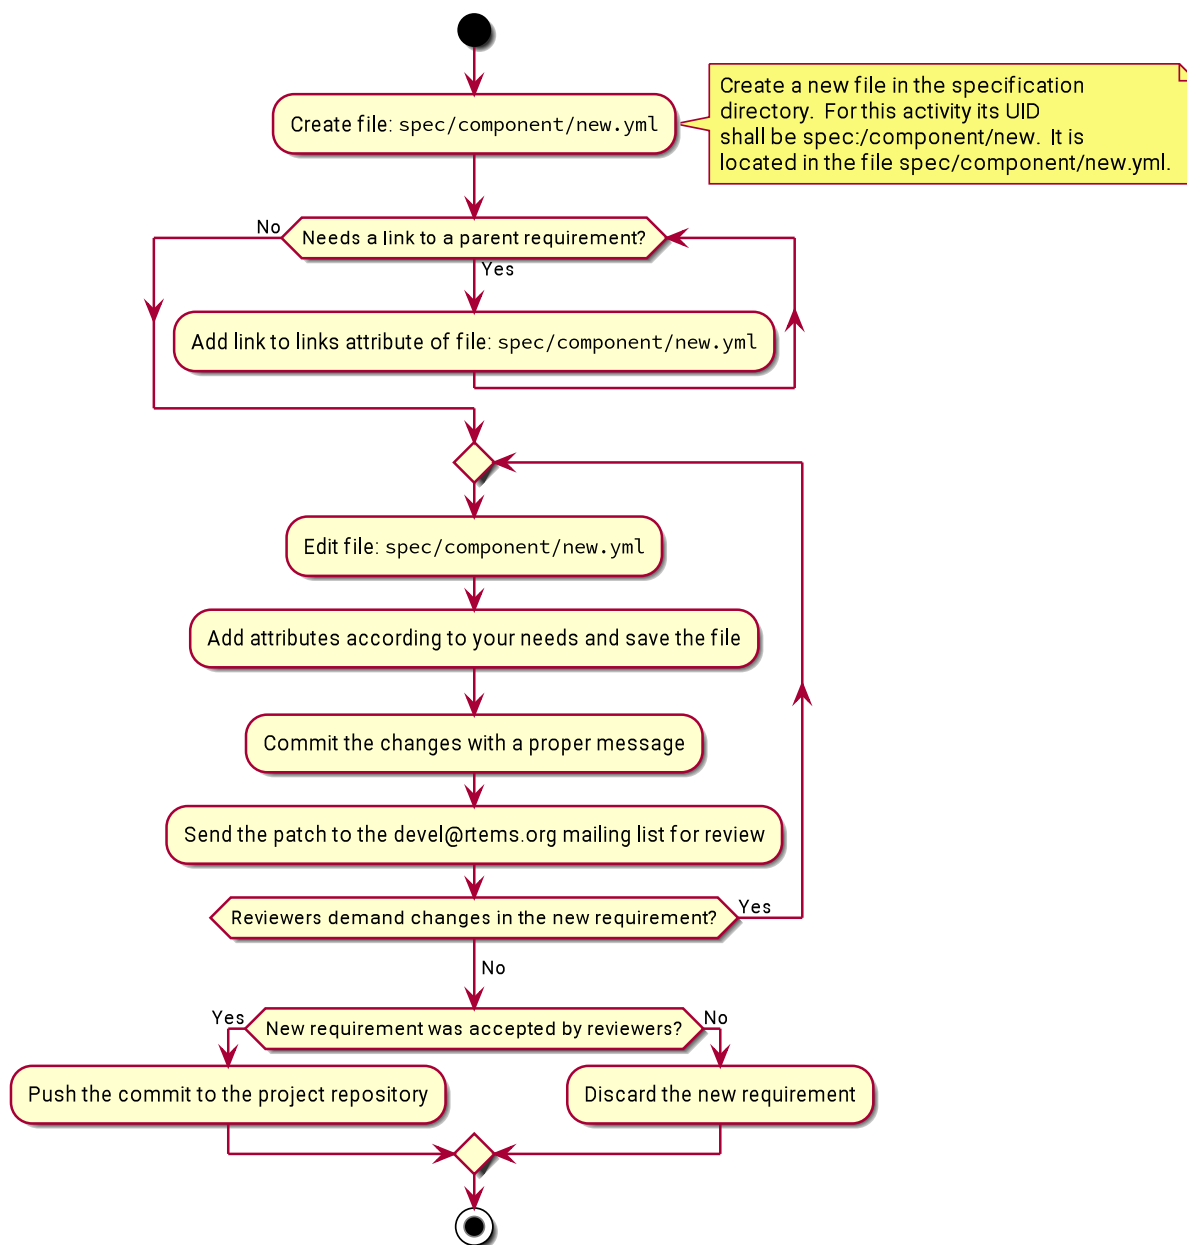 Create file: spec/component/new.yml
Create a new file in the specification
directory.  For this activity its UID
shall be spec:/component/new.  It is
located in the file spec/component/new.yml.
No
Needs a link to a parent requirement?
Yes
Add link to links attribute of file: spec/component/new.yml
Edit file: spec/component/new.yml
Add attributes according to your needs and save the file
Commit the changes with a proper message
Send the patch to the devel@rtems.org mailing list for review
Reviewers demand changes in the new requirement?
Yes
No
Yes
New requirement was accepted by reviewers?
No
Push the commit to the project repository
Discard the new requirement